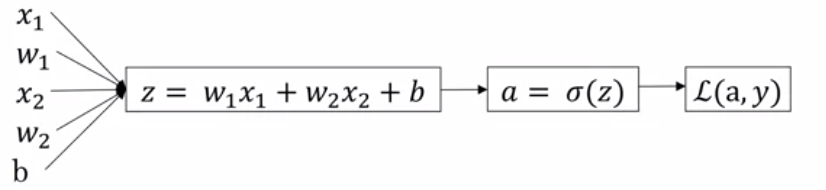 x₁
w₁
x₂
w₂
b
z = w₁x₁ + w₂x₂ + b
a = σ(z)
ℒ(a, y)